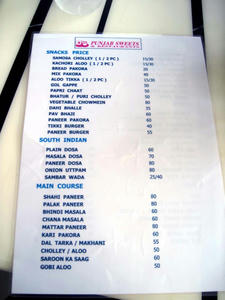 PUNJAB SWEETS
SNACKS PRICE
SAMOSA CHOLLEY ( 1 / 2 PC ) 15/30
KACHORI ALOO ( 1 / 2 PC ) 15/30
BREAD PAKORA 20
MIX PAKORA 40
ALOO TIKKA ( 1 / 2 PC ) 15/30
GOL GAPPE 30
PAPRI CHAAT 50
BHATUR / PURI CHOLLEY 50
VEGETABLE CHOWMEIN 80
DAHI BHALLE 35
PAV BHAJI 60
PANEER PAKORA 100
TIKKI BURGER 40
PANEER BURGER 55
SOUTH INDIAN
PLAIN DOSA 60
MASALA DOSA 70
PANEER DOSA 80
ONION UTTPAM 80
SAMBAR WADA 25/40
MAIN COURSE
SHAHI PANEER 80
PALAK PANEER 80
BHINDI MASALA 80
CHANA MASALA 80
MATTAR PANEER 80
KARI PAKORA 60
DAL TARKA / MAKHANI 55
CHOLLEY / ALOO 50
SAROON KA SAAG 60
GOBI ALOO 50